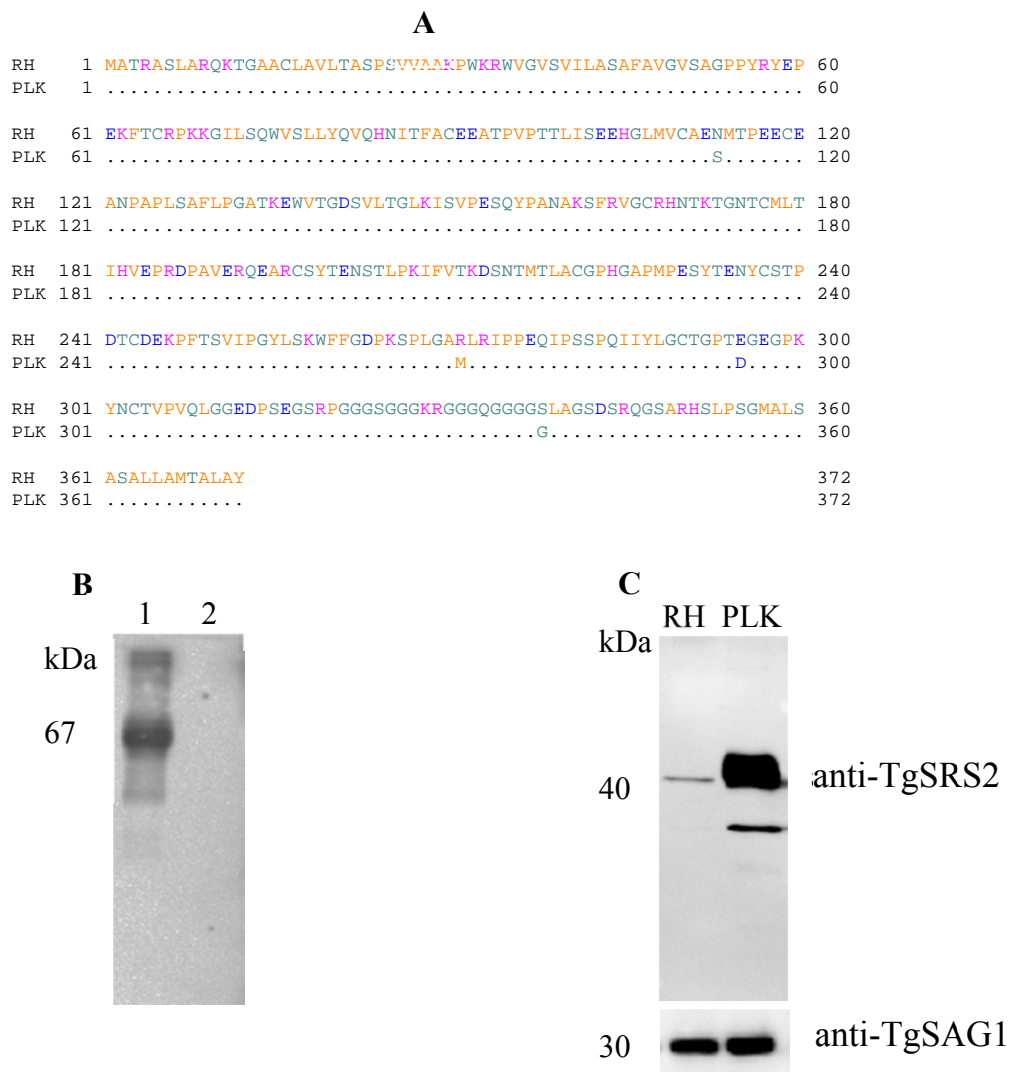 A
RH 1 MATRASLARQKTGAACLAVLTASPSVVAAKPWKRWVGVSVILASAFAVGVSAGPPYRYEP 60
PLK 1 ............................................................ 60
RH 61 EKFTCRPKKGILSQWVSLLYQVQHNITFACEEATPVPTTLISEEHGLMVCAENMTPEECE 120
PLK 61 ....................................................S....... 120
RH 121 ANPAPLSAFLPGATKEWVTGDSVLTGLKISVPESQYPANAKSFRVGCRHNTKTGNTCMLT 180
PLK 121 ............................................................ 180
RH 181 IHVEPRDPAVERQEARCSYTENSTLPKIFVTKDSNTMTLACGPHGAPMPESYTENYCSTP 240
PLK 181 ............................................................ 240
RH 241 DTCDEKPFTSVIPGYLSKWFFGDPKSPLGARLRIPPEQIPSSPQIIYLGCTGPTEGEGPK 300
PLK 241 ..............................M.......................D..... 300
RH 301 YNCTVPVQLGGEDPSEGSRPGGGSGGGKRGGGQGGGGSLAGSDSRQGSARHSLPSGMALS 360
PLK 301 .....................................G...................... 360
RH 361 ASALLAMTALAY 372
PLK 361 ............ 372
B
1 2
kDa
67
C
RH PLK
kDa
40
anti-TgSRS2
30
anti-TgSAG1